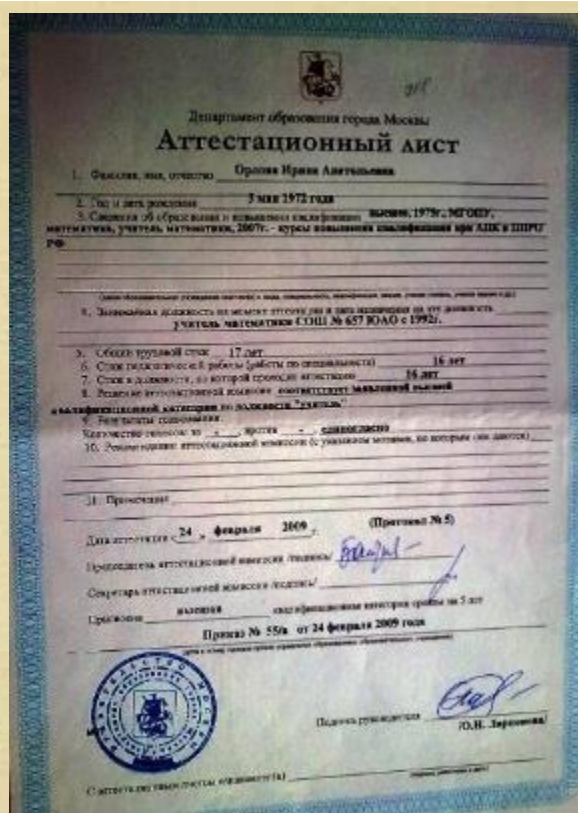 Департамент образования города Москвы
Аттестационный лист
1. Фамилия, имя, отчество Орлова Ирина Анатольевна
2. Год и дата рождения 3 мая 1972 года
3. Сведения об образовании и повышении квалификации высшее, 1975г., МГОПУ,
математика, учитель математики, 2007г. - курсы повышения квалификации при АПК и ППРО
РФ
4. Занимаемая должность на момент аттестации и дата назначения на эту должность
учитель математики СОШ № 657 ЮАО с 1992г.
5. Общий трудовой стаж 17 лет
6. Стаж педагогической работы (работы по специальности) 16 лет
7. Стаж в должности, по которой проходит аттестацию 16 лет
8. Решение аттестационной комиссии соответствует заявленной высшей
квалификационной категории по должности "учитель"
9. Результаты голосования:
Количество голосов: за - , против - , единогласно
10. Рекомендации аттестационной комиссии (с указанием мотивов, по которым они даются)
11. Примечания
Дата аттестации « 24 » февраля 2009 г. (Протокол № 5)
Председатель аттестационной комиссии /подпись/
Секретарь аттестационной комиссии /подпись/
Присвоена высшая квалификационная категория сроком на 5 лет
Приказ № 55/в от 24 февраля 2009 года
Подпись руководителя
/О.Н. Ларионова/
С аттестационным листом ознакомлен(а)